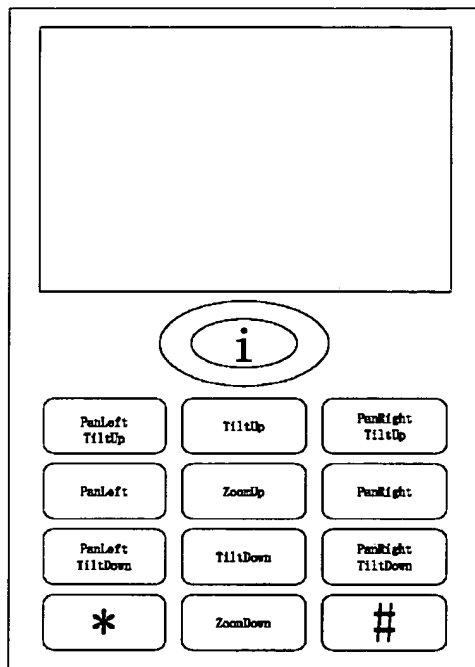 i
PanLeft
TiltUp
TiltUp
PanRight
TiltUp
PanLeft
ZoomUp
PanRight
PanLeft
TiltDown
TiltDown
PanRight
TiltDown
*
ZoomDown
#